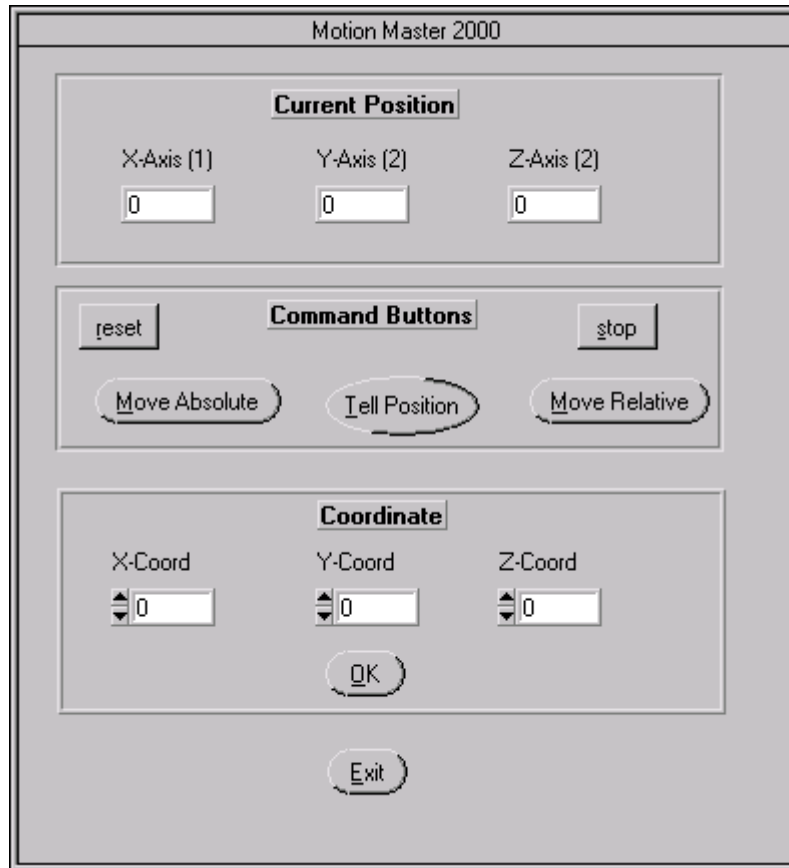 Motion Master 2000
Current Position
X-Axis (1) Y-Axis (2) Z-Axis (2)
0 0 0
reset Command Buttons stop
Move Absolute Tell Position Move Relative
Coordinate
X-Coord Y-Coord Z-Coord
0 0 0
OK
Exit